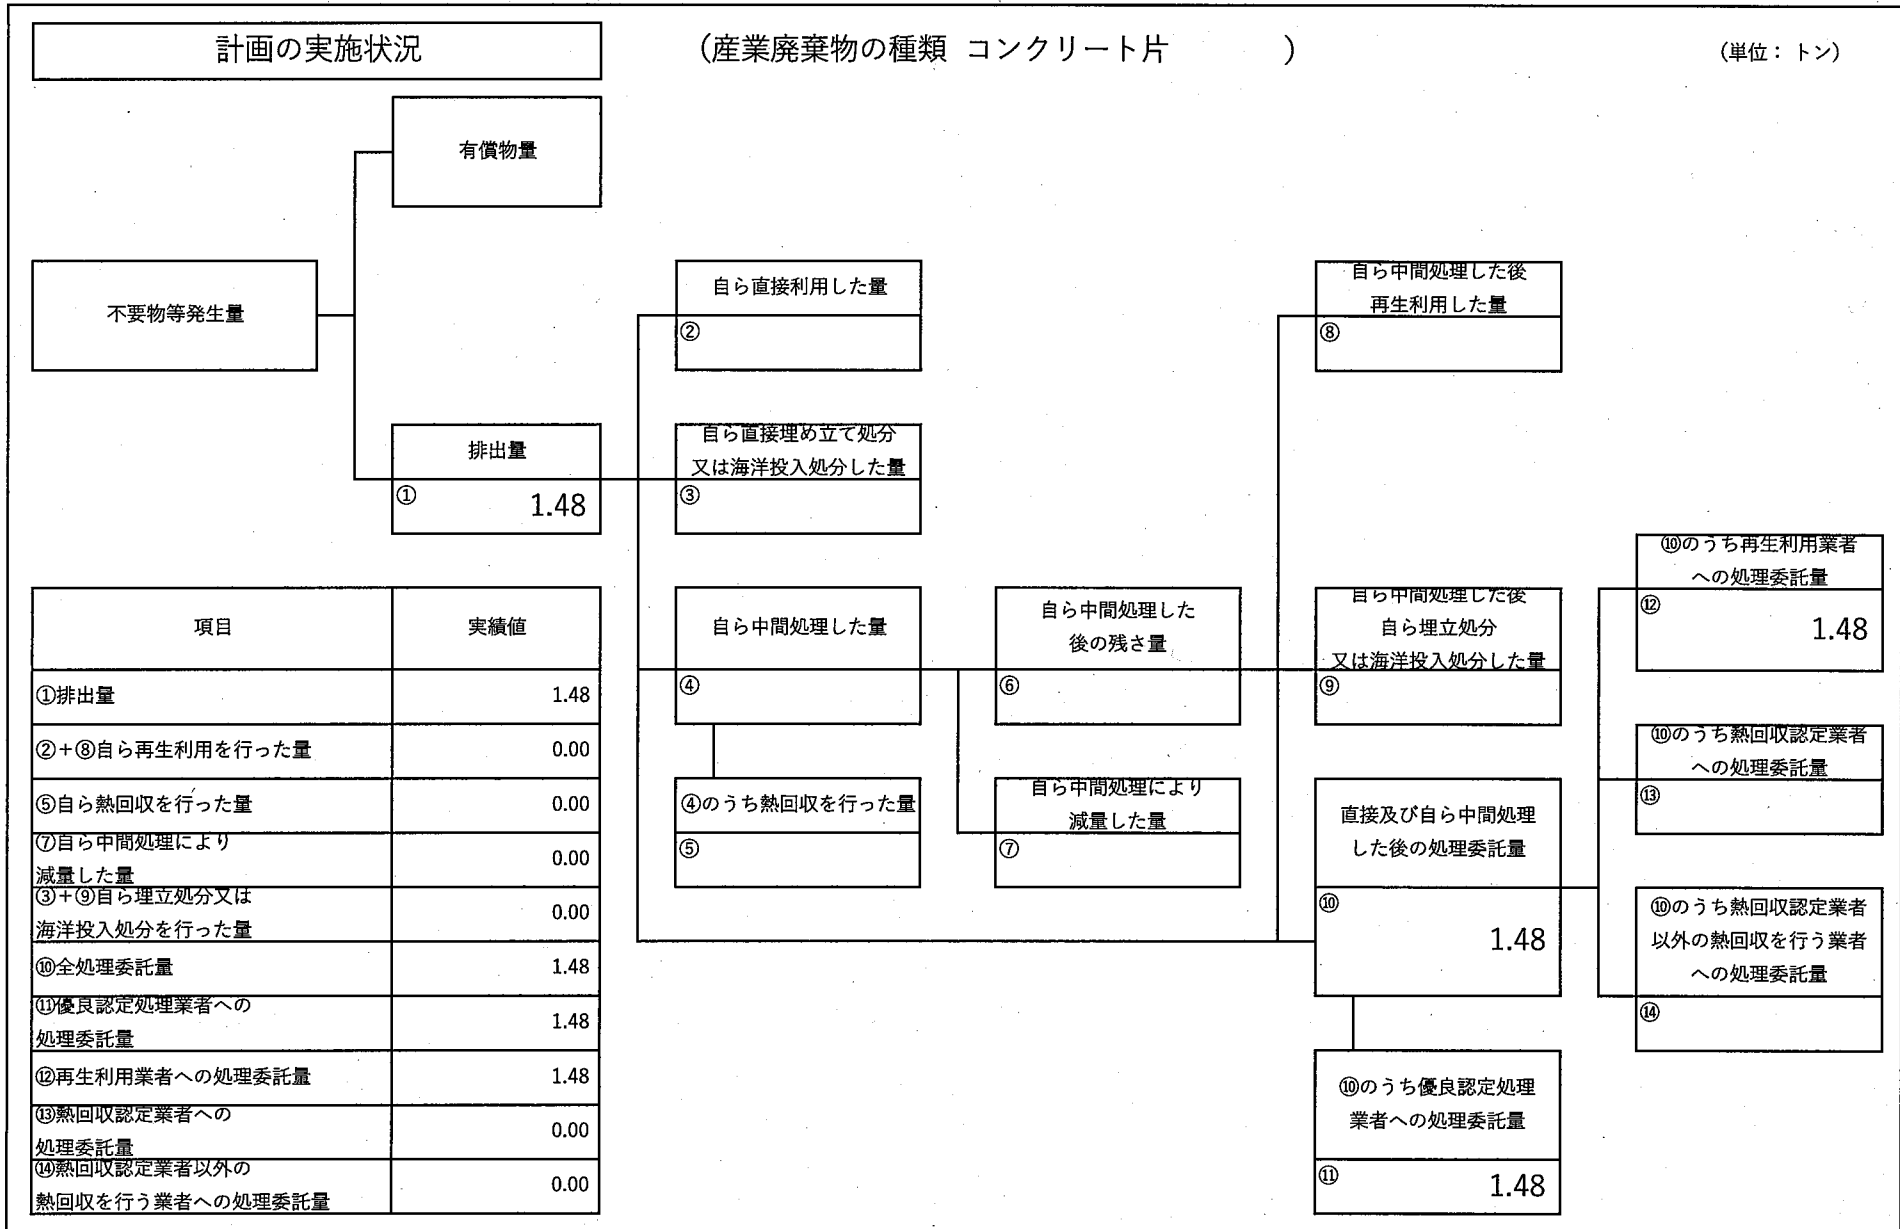 計画の実施状況
(産業廃棄物の種類 コンクリート片 )
(単位：トン)
有償物量
不要物等発生量
排出量
①
1.48
自ら直接利用した量
②
自ら直接埋め立て処分
又は海洋投入処分した量
③
自ら中間処理した量
④
④のうち熱回収を行った量
⑤
自ら中間処理した
後の残さ量
⑥
自ら中間処理により
減量した量
⑦
自ら中間処理した後
再生利用した量
⑧
自ら中間処理した後
自ら埋立処分
又は海洋投入処分した量
⑨
直接及び自ら中間処理
した後の処理委託量
⑩
1.48
⑩のうち優良認定処理
業者への処理委託量
⑪
1.48
⑩のうち再生利用業者
への処理委託量
⑫
1.48
⑩のうち熱回収認定業者
への処理委託量
⑬
⑩のうち熱回収認定業者
以外の熱回収を行う業者
への処理委託量
⑭
項目 実績値
①排出量 1.48
②+⑧自ら再生利用を行った量 0.00
⑤自ら熱回収を行った量 0.00
⑦自ら中間処理により
減量した量 0.00
③+⑨自ら埋立処分又は
海洋投入処分を行った量 0.00
⑩全処理委託量 1.48
⑪優良認定処理業者への
処理委託量 1.48
⑫再生利用業者への処理委託量 1.48
⑬熱回収認定業者への
処理委託量 0.00
⑭熱回収認定業者以外の
熱回収を行う業者への処理委託量 0.00